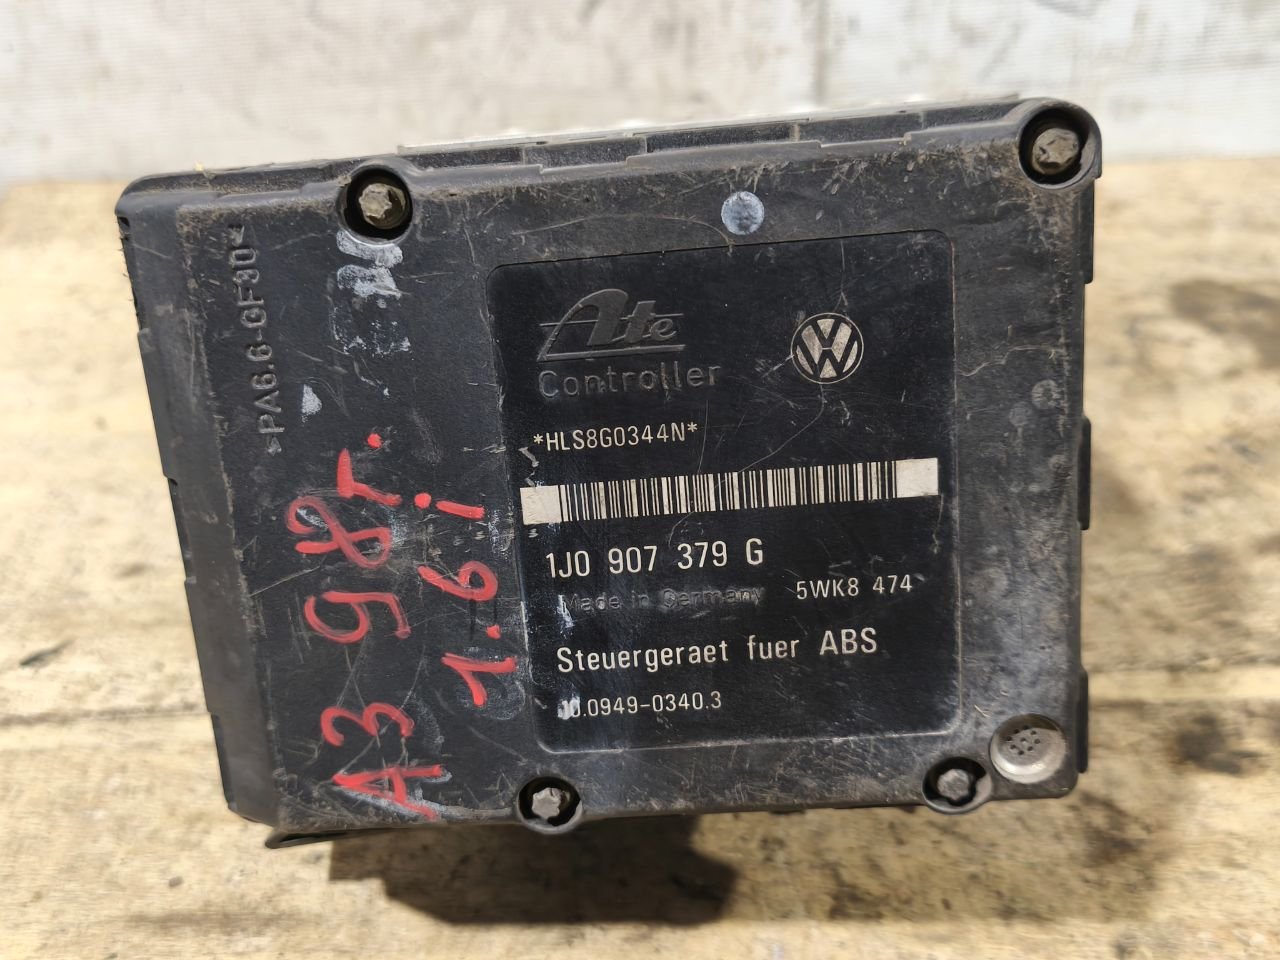 Ate
Controller
*HLS8G0344N*
1J0 907 379 G
Made in Germany
5WK8 474
Steuergeraet fuer ABS
10.0949-0340.3
>PA6.6-GF30<
A3 98г.
1.6i